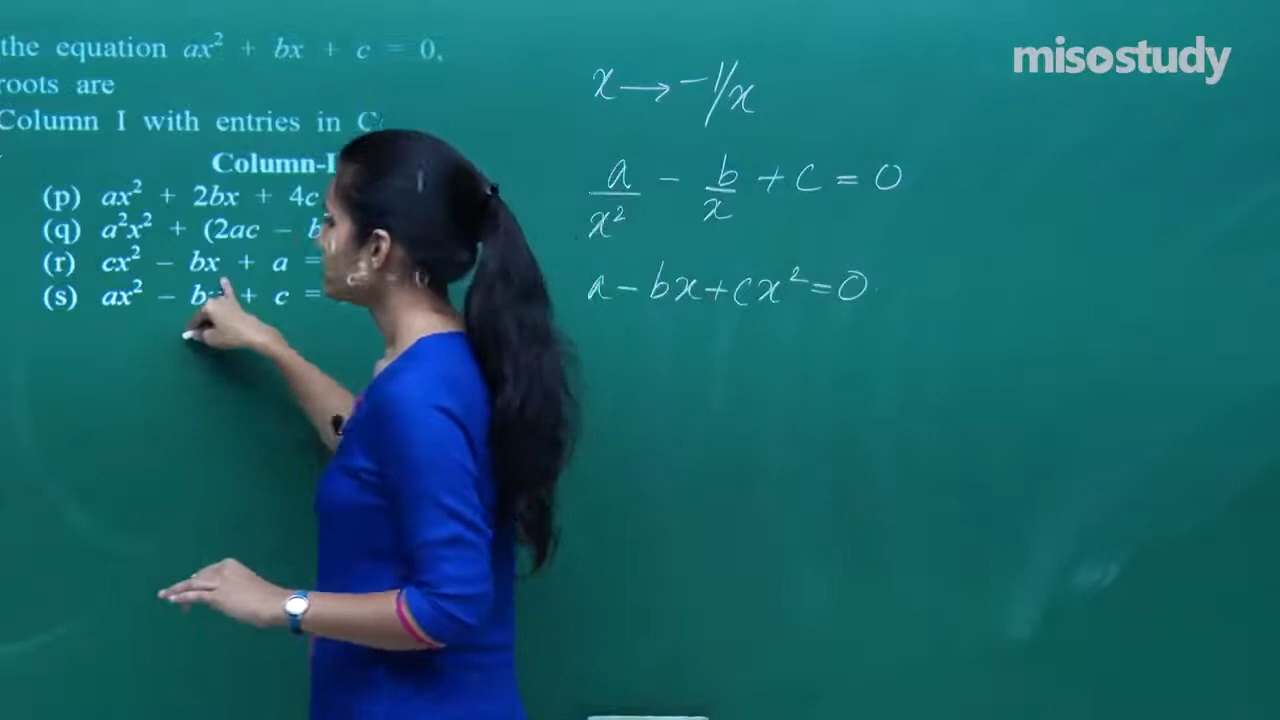 the equation ax² + bx + c = 0,
roots are
Column I with entries in C
Column-I
(p) ax² + 2bx + 4c
(q) a²x² + (2ac − b
(r) cx² − bx + a =
(s) ax² − bx + c =
x → −1/x
a/x² − b/x + c = 0
a − bx + cx² = 0
misostudy